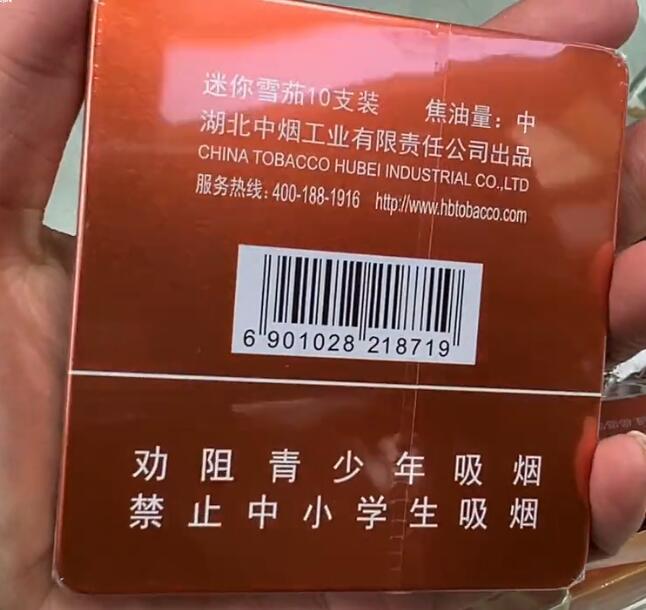 迷你雪茄10支装 焦油量：中
湖北中烟工业有限责任公司出品
CHINA TOBACCO HUBEI INDUSTRIAL CO.,LTD
服务热线：400-188-1916 http://www.hbtobacco.com
6 901028 218719
劝阻青少年吸烟
禁止中小学生吸烟